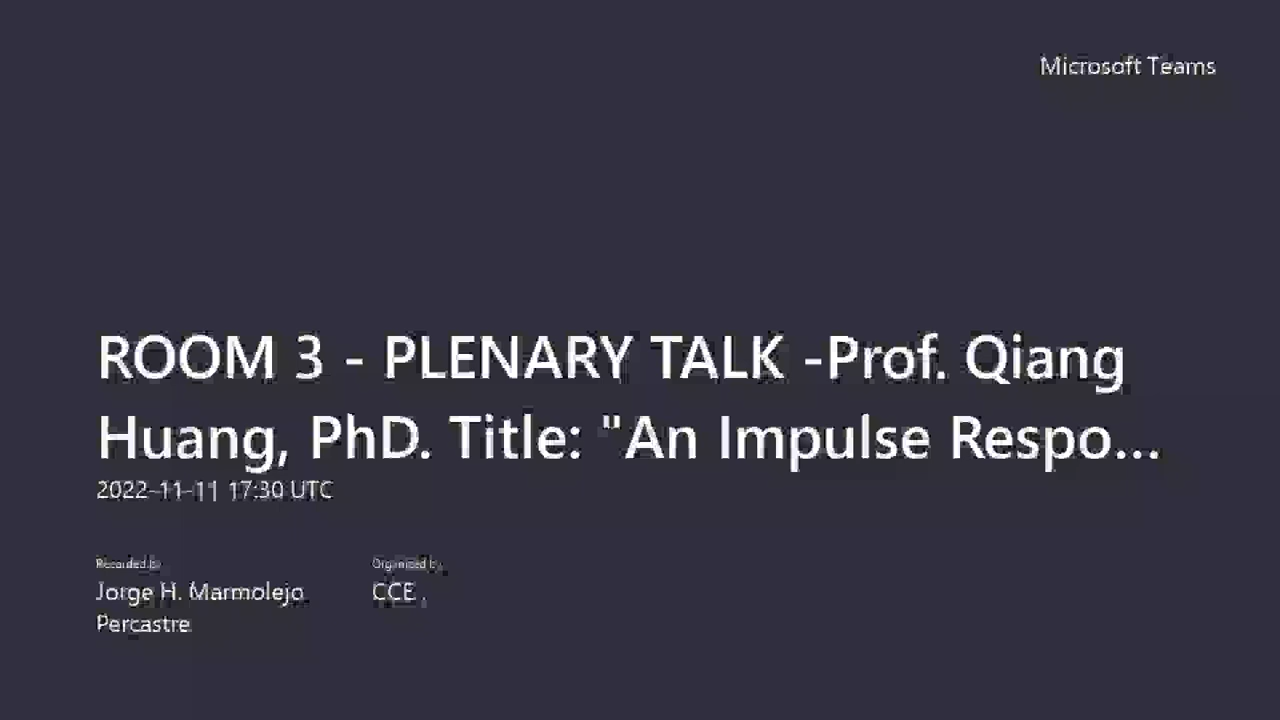 Microsoft Teams
ROOM 3 - PLENARY TALK -Prof. Qiang
Huang, PhD. Title: "An Impulse Respo...
2022-11-11 17:30 UTC
Recorded by
Organized by
Jorge H. Marmolejo
Percastre
CCE .